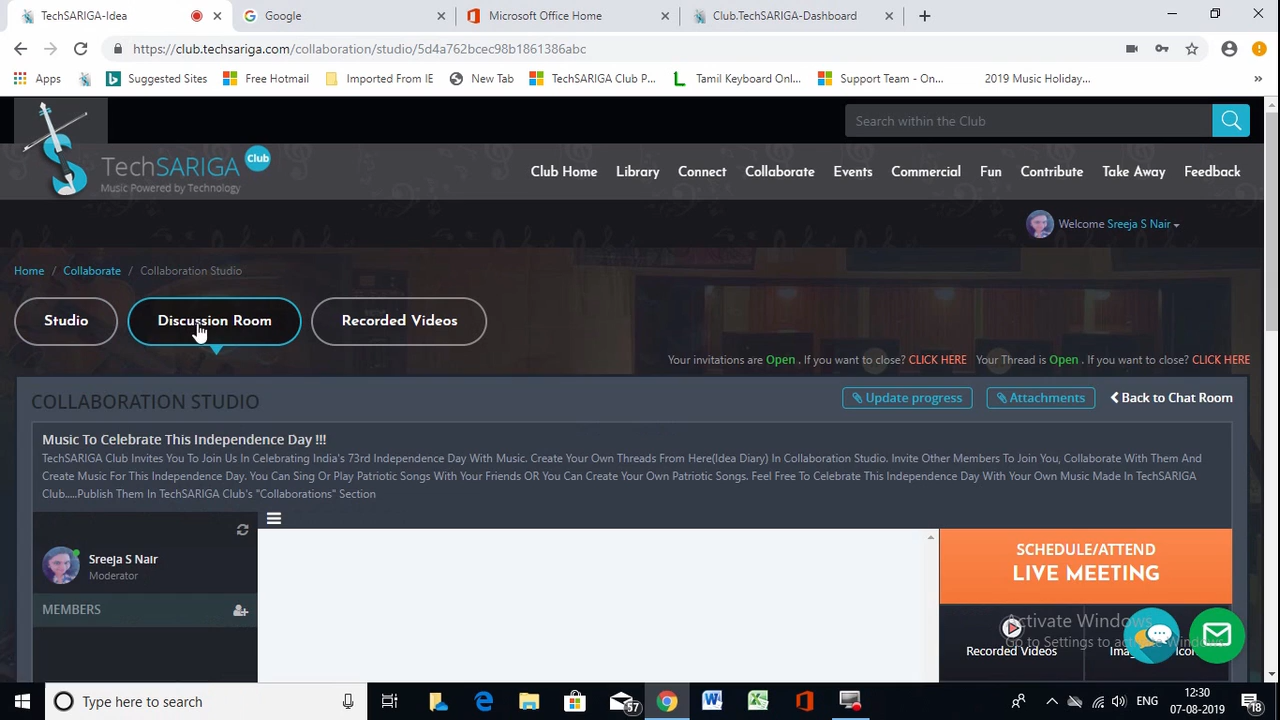 TechSARIGA-Idea
Google
Microsoft Office Home
Club.TechSARIGA-Dashboard
https://club.techsariga.com/collaboration/studio/5d4a762bcec98b1861386abc
Apps
Suggested Sites
Free Hotmail
Imported From IE
New Tab
TechSARIGA Club P...
Tamil Keyboard Onl...
Support Team - On...
2019 Music Holiday...
Search within the Club
TechSARIGA Club
Music Powered by Technology
Club Home Library Connect Collaborate Events Commercial Fun Contribute Take Away Feedback
Welcome Sreeja S Nair
Home / Collaborate / Collaboration Studio
Studio
Discussion Room
Recorded Videos
Your invitations are Open . If you want to close? CLICK HERE Your Thread is Open . If you want to close? CLICK HERE
COLLABORATION STUDIO
Update progress
Attachments
Back to Chat Room
Music To Celebrate This Independence Day !!!
TechSARIGA Club Invites You To Join Us In Celebrating India's 73rd Independence Day With Music. Create Your Own Threads From Here(Idea Diary) In Collaboration Studio. Invite Other Members To Join You, Collaborate With Them And
Create Music For This Independence Day. You Can Sing Or Play Patriotic Songs With Your Friends OR You Can Create Your Own Patriotic Songs. Feel Free To Celebrate This Independence Day With Your Own Music Made In TechSARIGA
Club.....Publish Them In TechSARIGA Club's "Collaborations" Section
Sreeja S Nair
Moderator
MEMBERS
SCHEDULE/ATTEND
LIVE MEETING
Activate Windows
Go to Settings to activate Windows.
Recorded Videos
Type here to search
57
ENG
12:30
07-08-2019
18